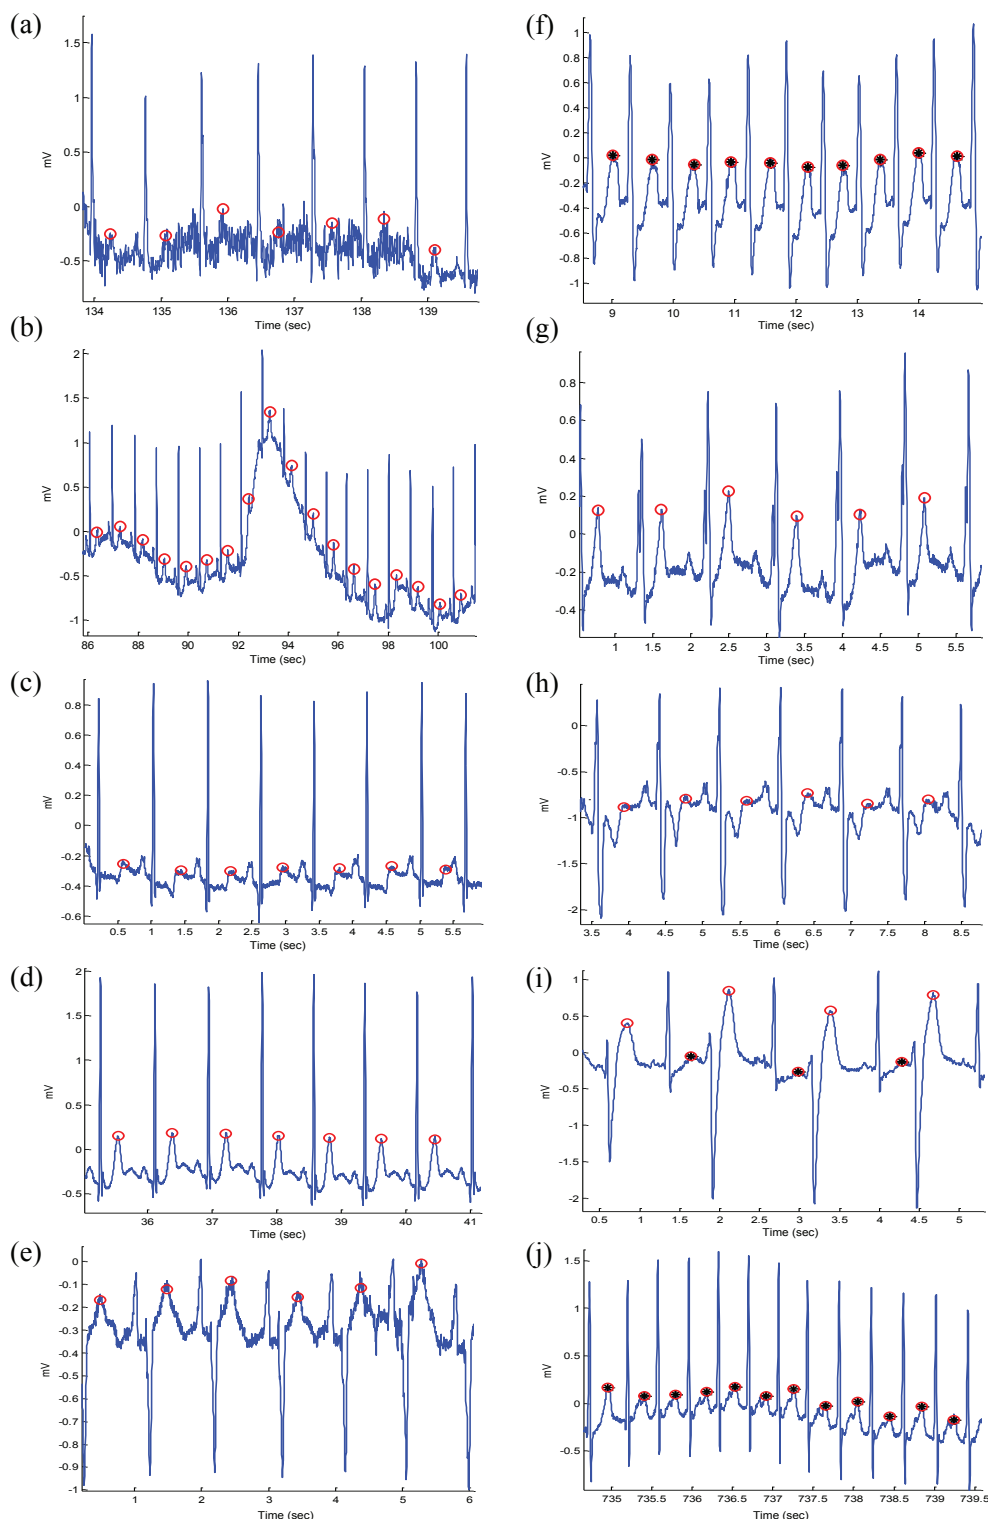 (a)
1.5
1
0.5
0
-0.5
mV
134 135 136 137 138 139
Time (sec)
(b)
2
1.5
1
0.5
0
-0.5
-1
mV
86 88 90 92 94 96 98 100
Time (sec)
(c)
0.8
0.6
0.4
0.2
0
-0.2
-0.4
-0.6
mV
0.5 1 1.5 2 2.5 3 3.5 4 4.5 5 5.5
Time (sec)
(d)
2
1.5
1
0.5
0
-0.5
mV
36 37 38 39 40 41
Time (sec)
(e)
0
-0.1
-0.2
-0.3
-0.4
-0.5
-0.6
-0.7
-0.8
-0.9
-1
mV
1 2 3 4 5 6
Time (sec)
(f)
1
0.8
0.6
0.4
0.2
0
-0.2
-0.4
-0.6
-0.8
-1
mV
9 10 11 12 13 14
Time (sec)
(g)
0.8
0.6
0.4
0.2
0
-0.2
-0.4
mV
1 1.5 2 2.5 3 3.5 4 4.5 5 5.5
Time (sec)
(h)
0
-0.5
-1
-1.5
-2
mV
3.5 4 4.5 5 5.5 6 6.5 7 7.5 8 8.5
Time (sec)
(i)
1
0.5
0
-0.5
-1
-1.5
-2
mV
0.5 1 1.5 2 2.5 3 3.5 4 4.5 5
Time (sec)
(j)
1.5
1
0.5
0
-0.5
mV
735 735.5 736 736.5 737 737.5 738 738.5 739 739.5
Time (sec)